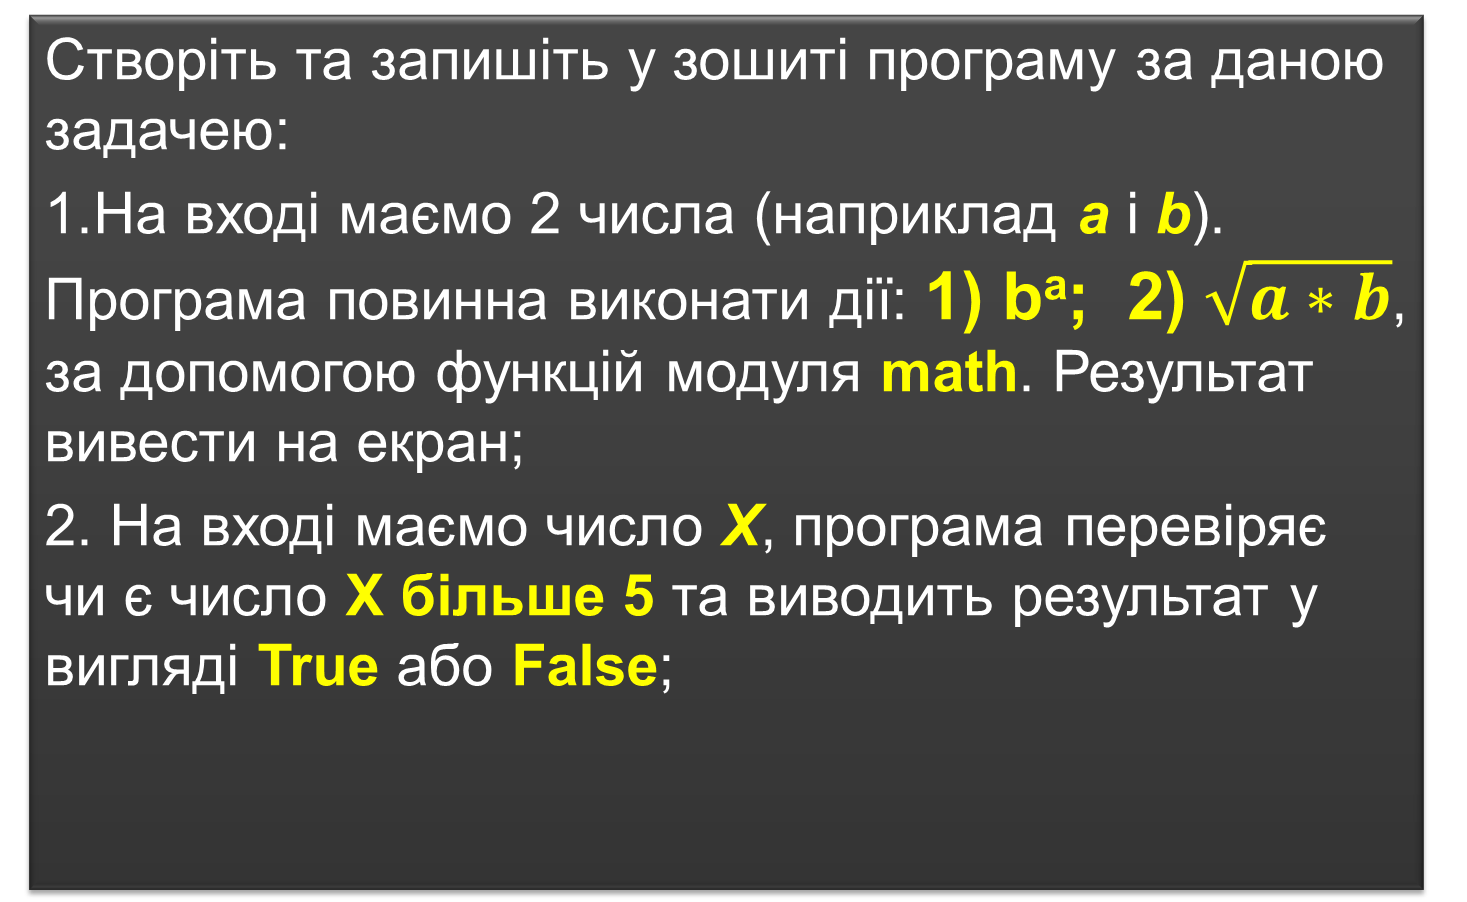 Створіть та запишіть у зошиті програму за даною
задачею:
1.На вході маємо 2 числа (наприклад a і b).
Програма повинна виконати дії: 1) bᵃ; 2) √a ∗ b,
за допомогою функцій модуля math. Результат
вивести на екран;
2. На вході маємо число X, програма перевіряє
чи є число X більше 5 та виводить результат у
вигляді True або False;